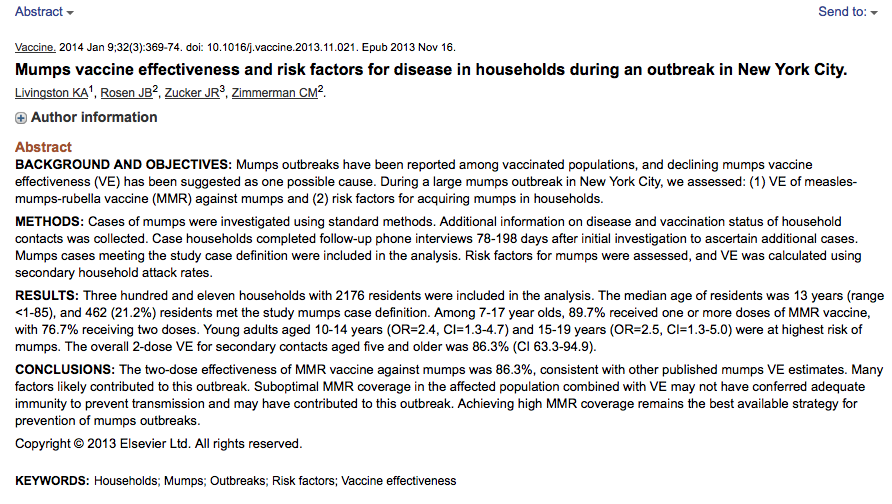 Abstract
Send to:
Vaccine. 2014 Jan 9;32(3):369-74. doi: 10.1016/j.vaccine.2013.11.021. Epub 2013 Nov 16.
Mumps vaccine effectiveness and risk factors for disease in households during an outbreak in New York City.
Livingston KA1, Rosen JB2, Zucker JR3, Zimmerman CM2.
Author information
Abstract
BACKGROUND AND OBJECTIVES: Mumps outbreaks have been reported among vaccinated populations, and declining mumps vaccine
effectiveness (VE) has been suggested as one possible cause. During a large mumps outbreak in New York City, we assessed: (1) VE of measles-
mumps-rubella vaccine (MMR) against mumps and (2) risk factors for acquiring mumps in households.
METHODS: Cases of mumps were investigated using standard methods. Additional information on disease and vaccination status of household
contacts was collected. Case households completed follow-up phone interviews 78-198 days after initial investigation to ascertain additional cases.
Mumps cases meeting the study case definition were included in the analysis. Risk factors for mumps were assessed, and VE was calculated using
secondary household attack rates.
RESULTS: Three hundred and eleven households with 2176 residents were included in the analysis. The median age of residents was 13 years (range
<1-85), and 462 (21.2%) residents met the study mumps case definition. Among 7-17 year olds, 89.7% received one or more doses of MMR vaccine,
with 76.7% receiving two doses. Young adults aged 10-14 years (OR=2.4, CI=1.3-4.7) and 15-19 years (OR=2.5, CI=1.3-5.0) were at highest risk of
mumps. The overall 2-dose VE for secondary contacts aged five and older was 86.3% (CI 63.3-94.9).
CONCLUSIONS: The two-dose effectiveness of MMR vaccine against mumps was 86.3%, consistent with other published mumps VE estimates. Many
factors likely contributed to this outbreak. Suboptimal MMR coverage in the affected population combined with VE may not have conferred adequate
immunity to prevent transmission and may have contributed to this outbreak. Achieving high MMR coverage remains the best available strategy for
prevention of mumps outbreaks.
Copyright © 2013 Elsevier Ltd. All rights reserved.
KEYWORDS: Households; Mumps; Outbreaks; Risk factors; Vaccine effectiveness